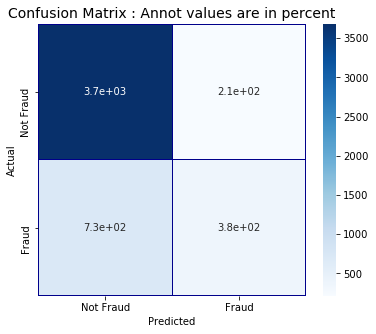 Confusion Matrix : Annot values are in percent
3.7e+03
2.1e+02
7.3e+02
3.8e+02
Not Fraud
Fraud
Actual
Not Fraud
Fraud
Predicted
3500
3000
2500
2000
1500
1000
500